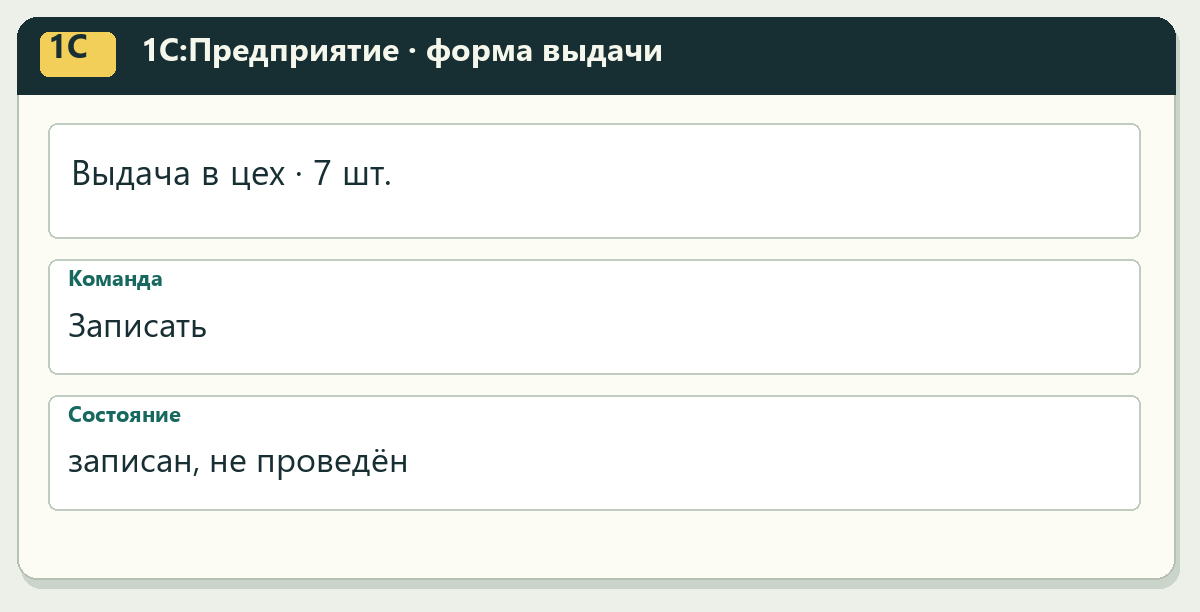 1С
1С:Предприятие · форма выдачи
Выдача в цех · 7 шт.
Команда
Записать
Состояние
записан, не проведён